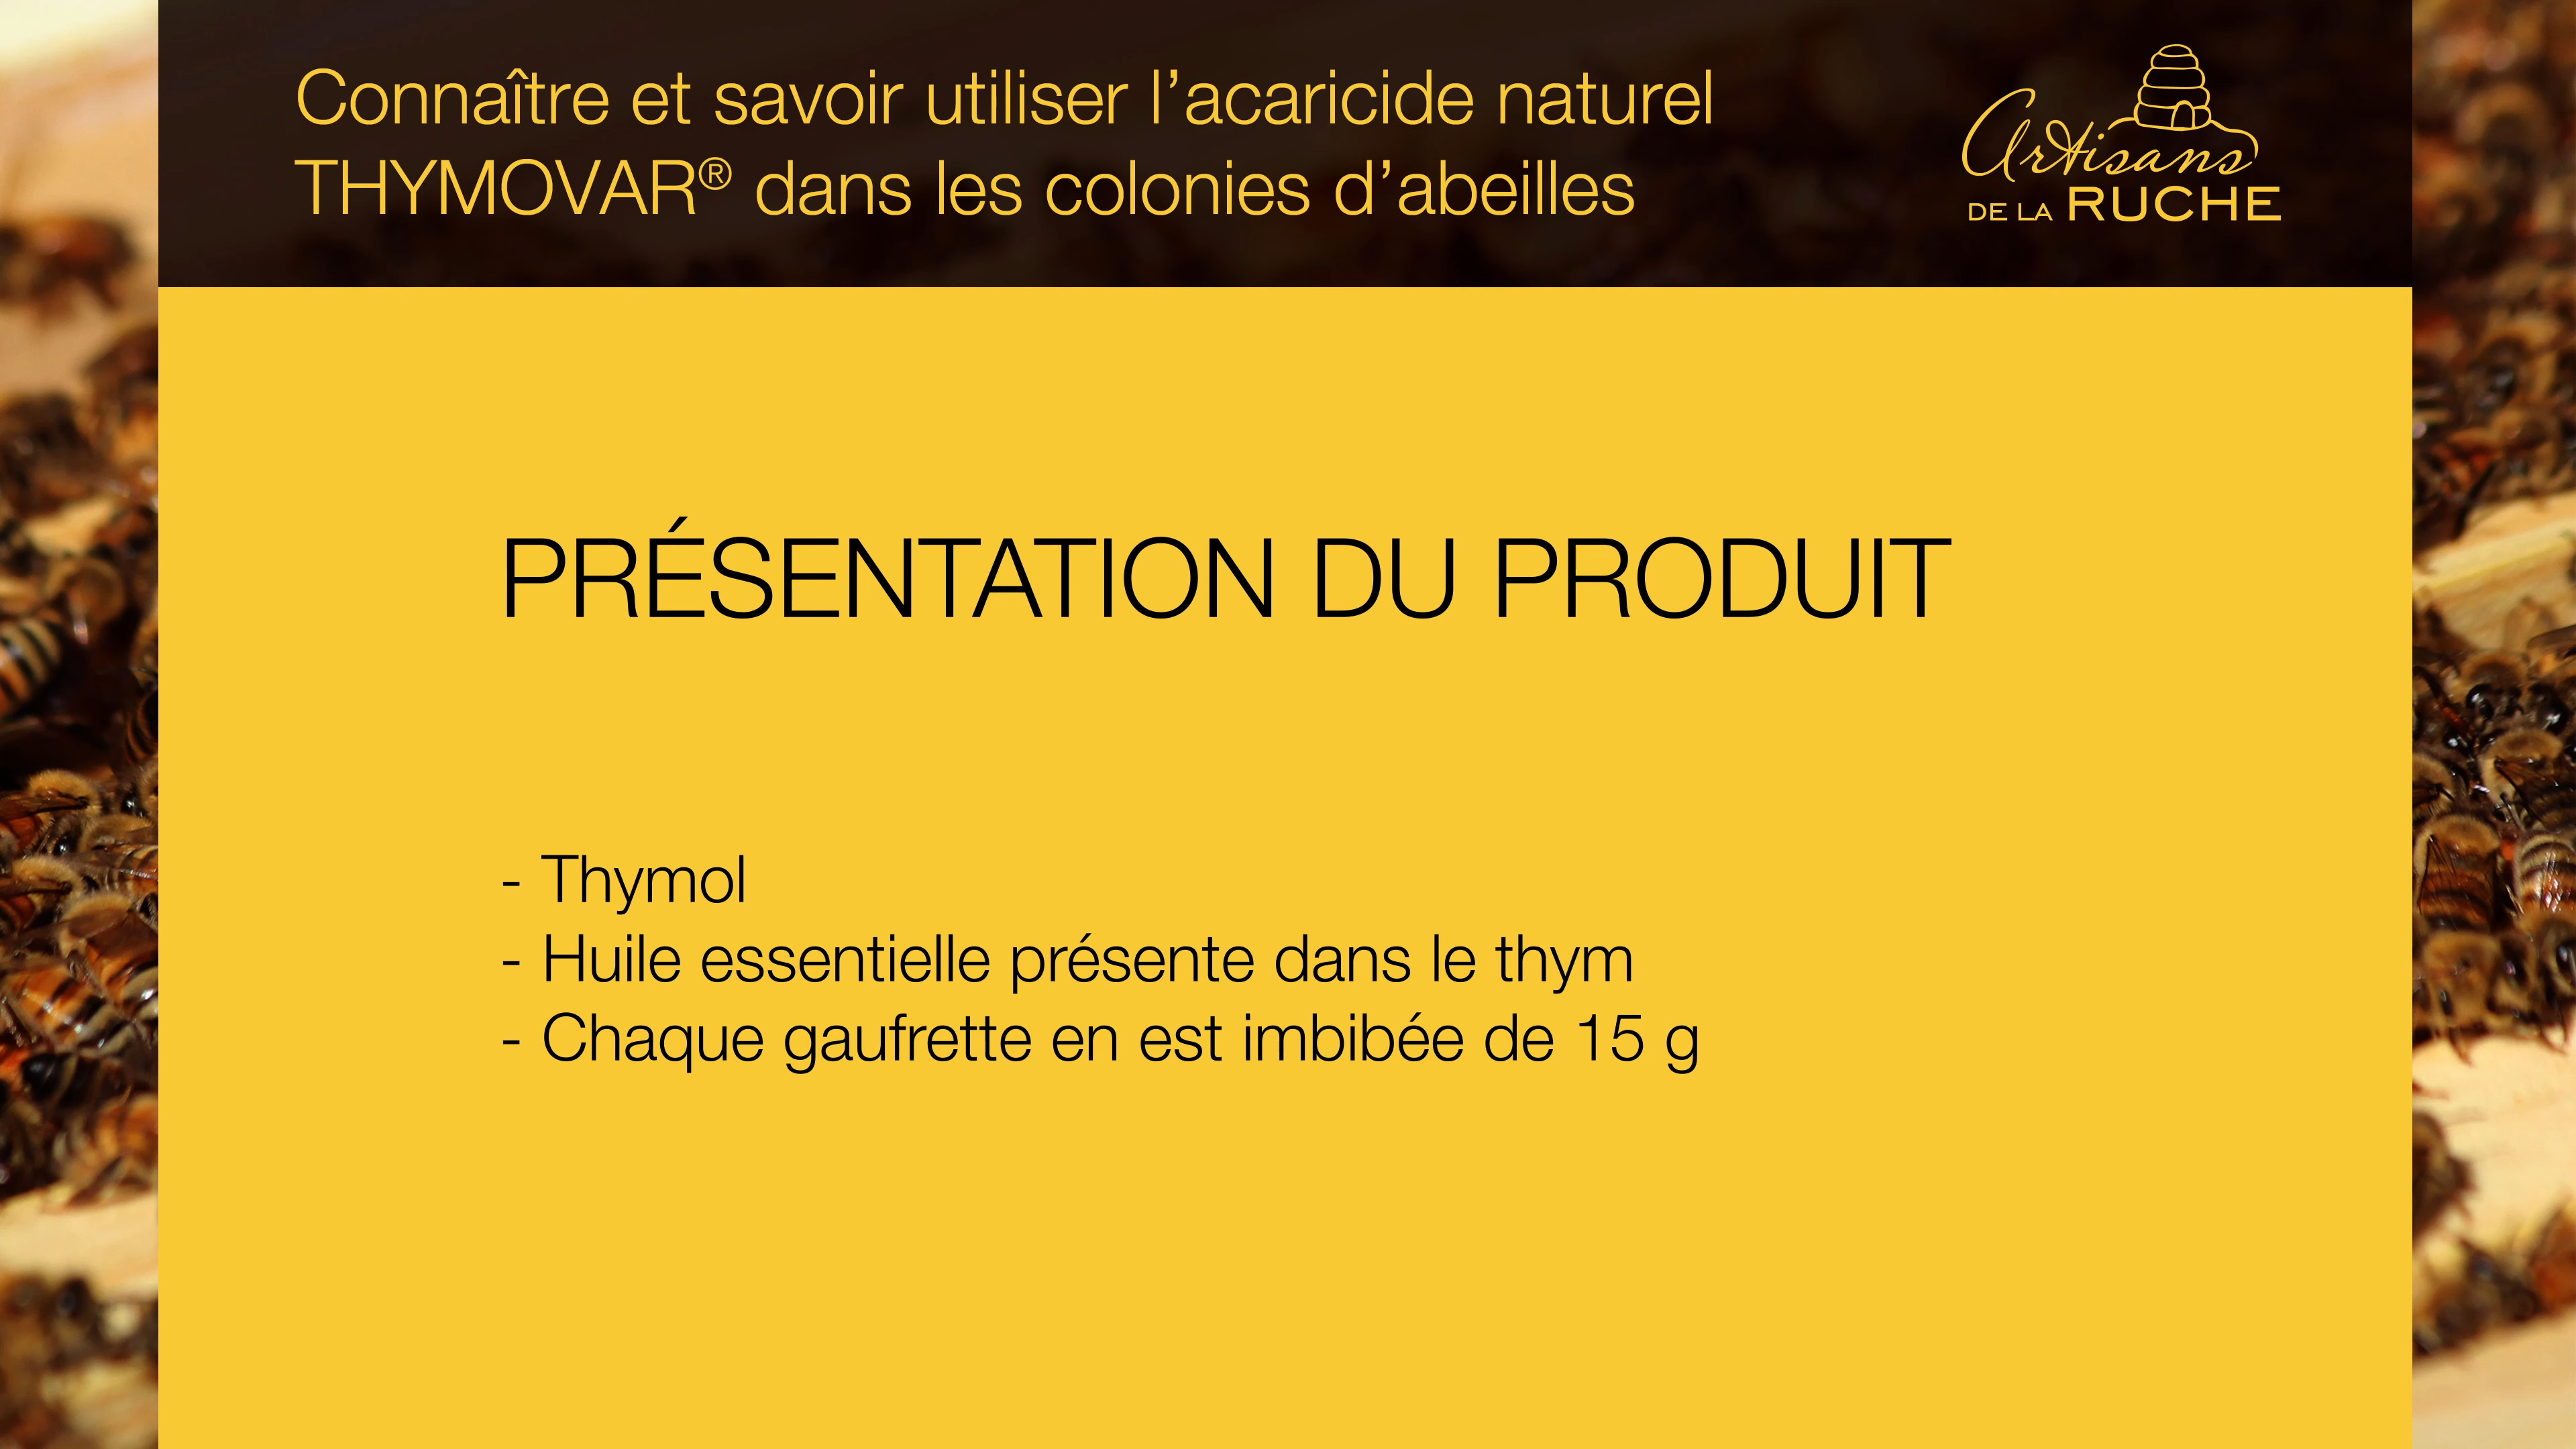 Connaître et savoir utiliser l’acaricide naturel
THYMOVAR® dans les colonies d’abeilles
Artisans
DE LA RUCHE
PRÉSENTATION DU PRODUIT
- Thymol
- Huile essentielle présente dans le thym
- Chaque gaufrette en est imbibée de 15 g